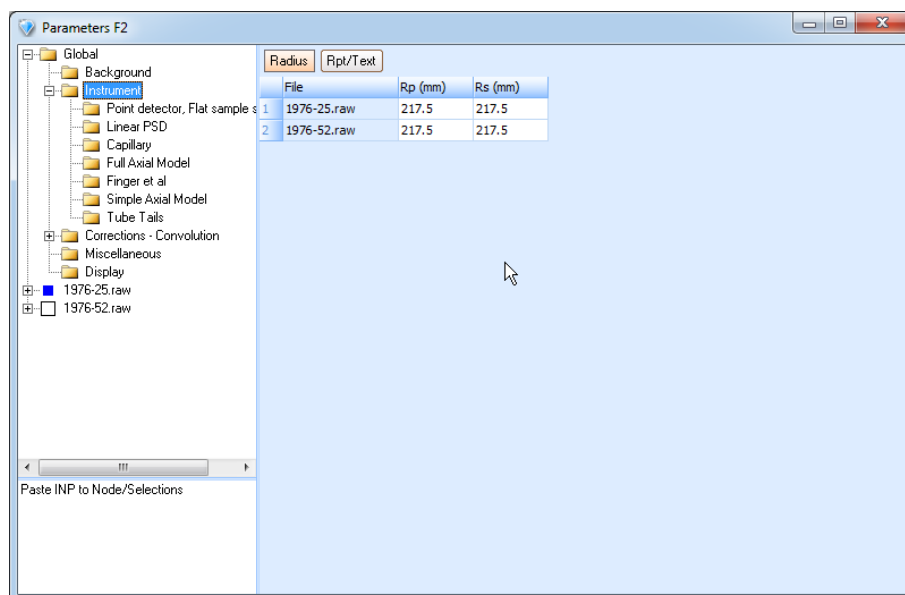 Parameters F2
Global
Background
Instrument
Point detector, Flat sample s
Linear PSD
Capillary
Full Axial Model
Finger et al
Simple Axial Model
Tube Tails
Corrections - Convolution
Miscellaneous
Display
1976-25.raw
1976-52.raw
Paste INP to Node/Selections
Radius Rpt/Text
File Rp (mm) Rs (mm)
1 1976-25.raw 217.5 217.5
2 1976-52.raw 217.5 217.5